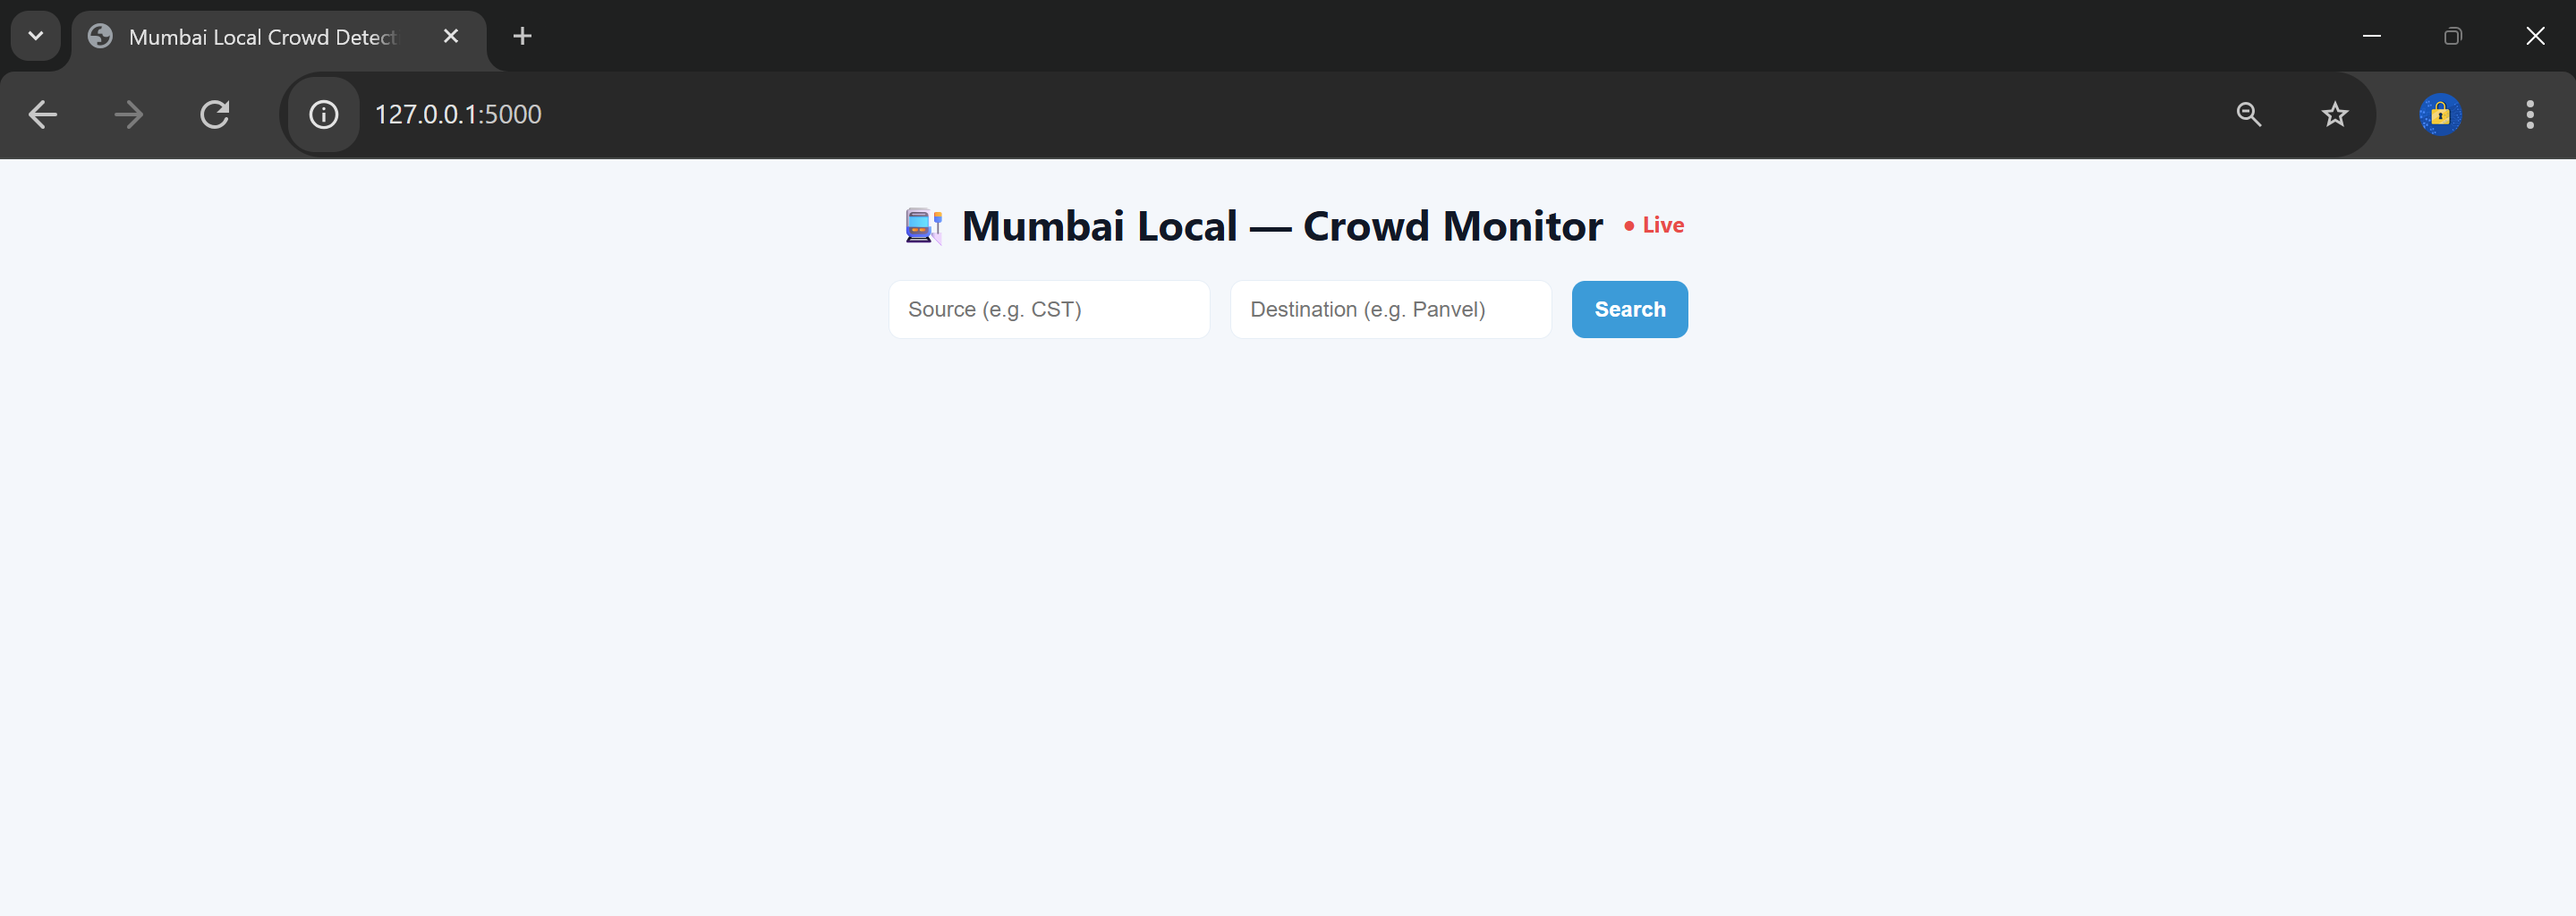 Mumbai Local Crowd Detect
127.0.0.1:5000
Mumbai Local — Crowd Monitor • Live
Source (e.g. CST) Destination (e.g. Panvel) Search